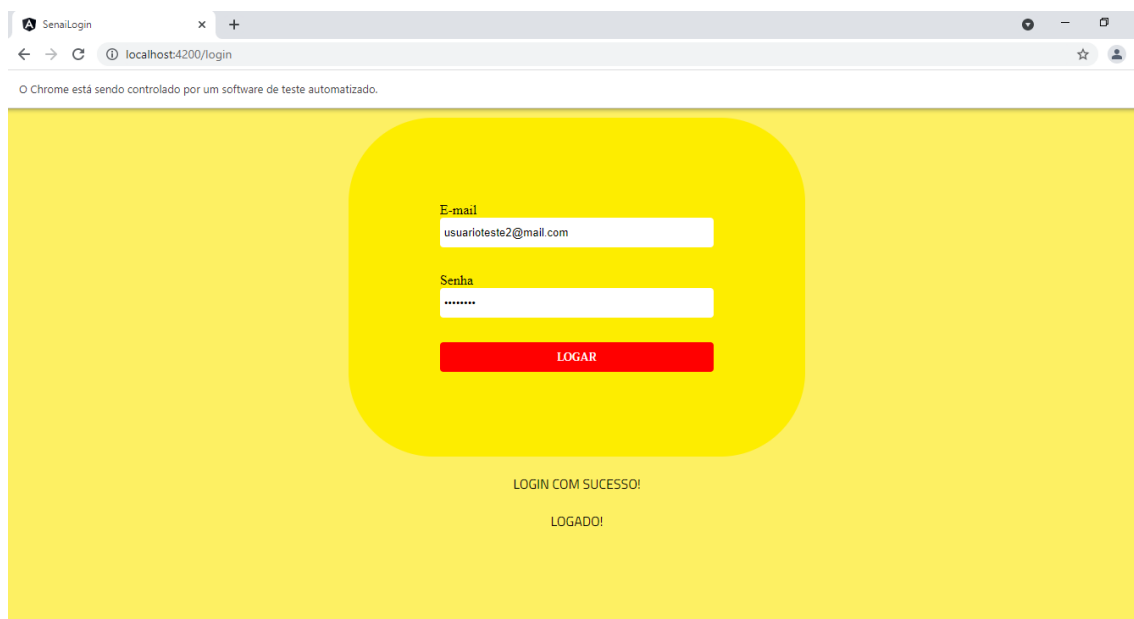 SenaiLogin
localhost:4200/login
O Chrome está sendo controlado por um software de teste automatizado.
E-mail
usuarioteste2@mail.com
Senha
••••••••
LOGAR
LOGIN COM SUCESSO!
LOGADO!